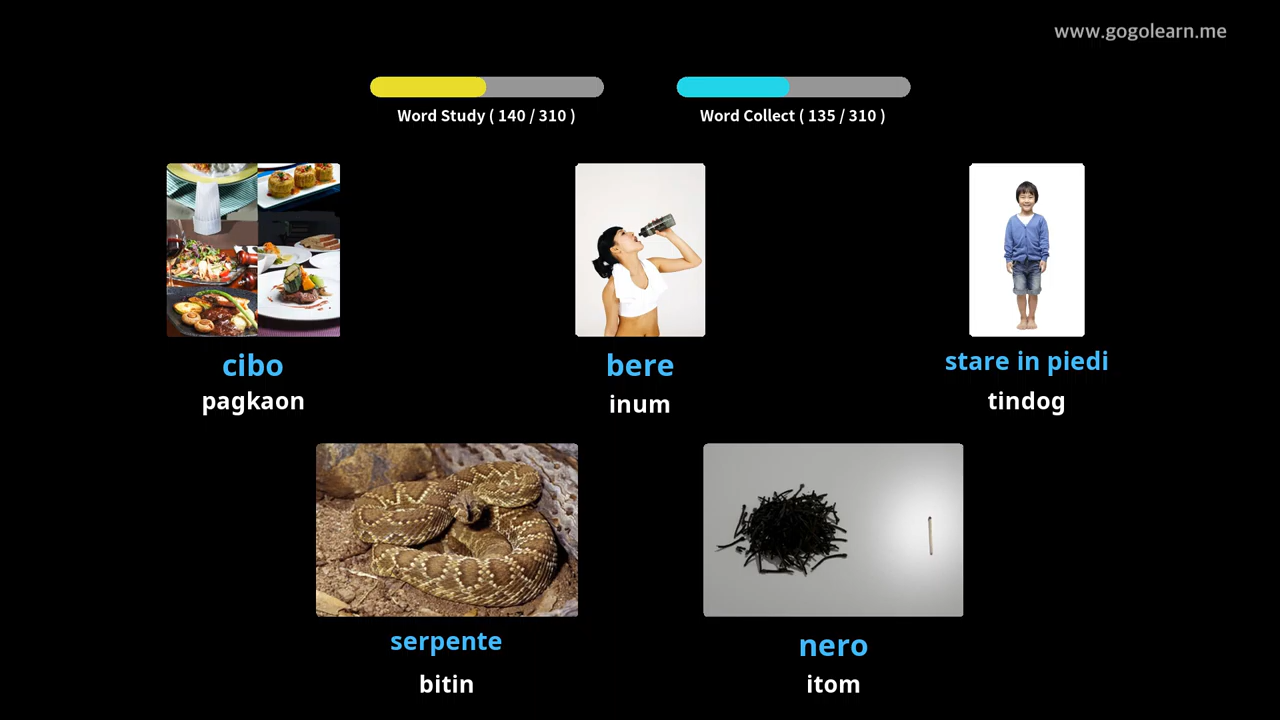 www.gogolearn.me
Word Study ( 140 / 310 )
Word Collect ( 135 / 310 )
cibo
pagkaon
bere
inum
stare in piedi
tindog
serpente
bitin
nero
itom